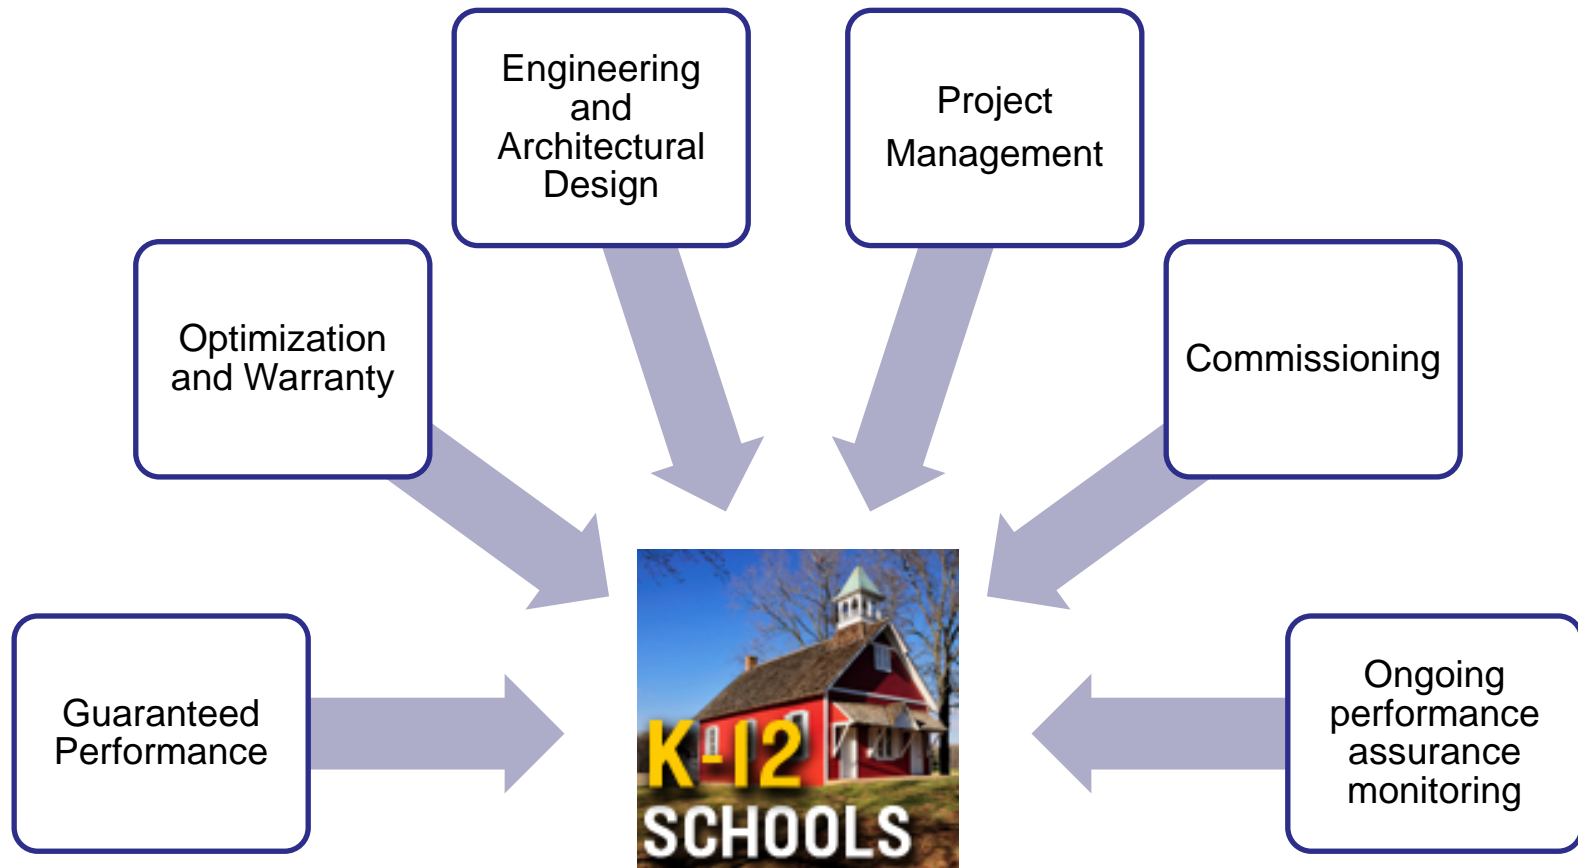 Engineering
and
Architectural
Design
Project
Management
Optimization
and Warranty
Commissioning
Guaranteed
Performance
Ongoing
performance
assurance
monitoring
K-12
SCHOOLS